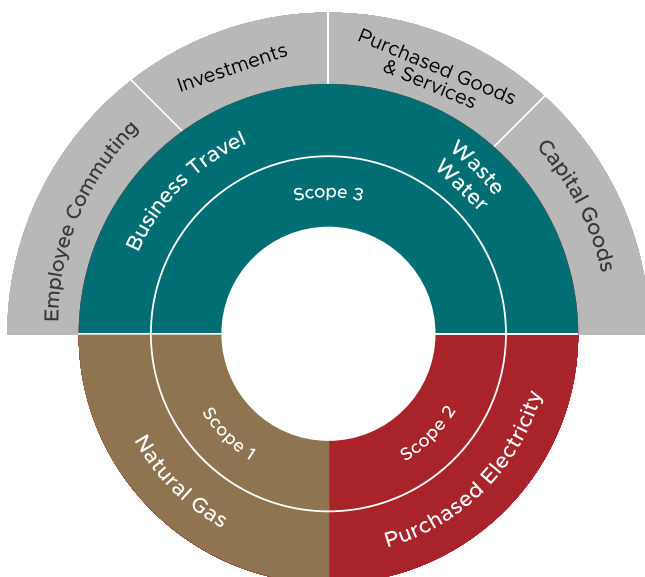 Employee Commuting
Investments
Purchased Goods
& Services
Capital Goods
Business Travel
Waste
Water
Scope 3
Scope 1
Natural Gas
Scope 2
Purchased Electricity